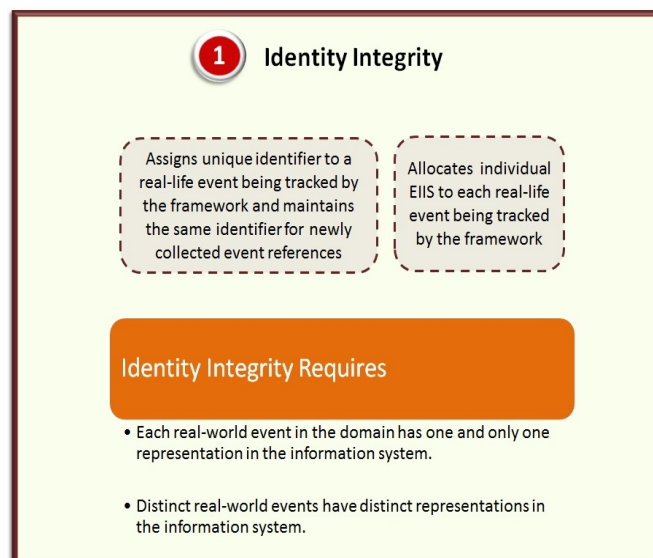 1 Identity Integrity
Assigns unique identifier to a
real-life event being tracked by
the framework and maintains
the same identifier for newly
collected event references
Allocates individual
EIIS to each real-life
event being tracked
by the framework
Identity Integrity Requires
• Each real-world event in the domain has one and only one
representation in the information system.
• Distinct real-world events have distinct representations in
the information system.